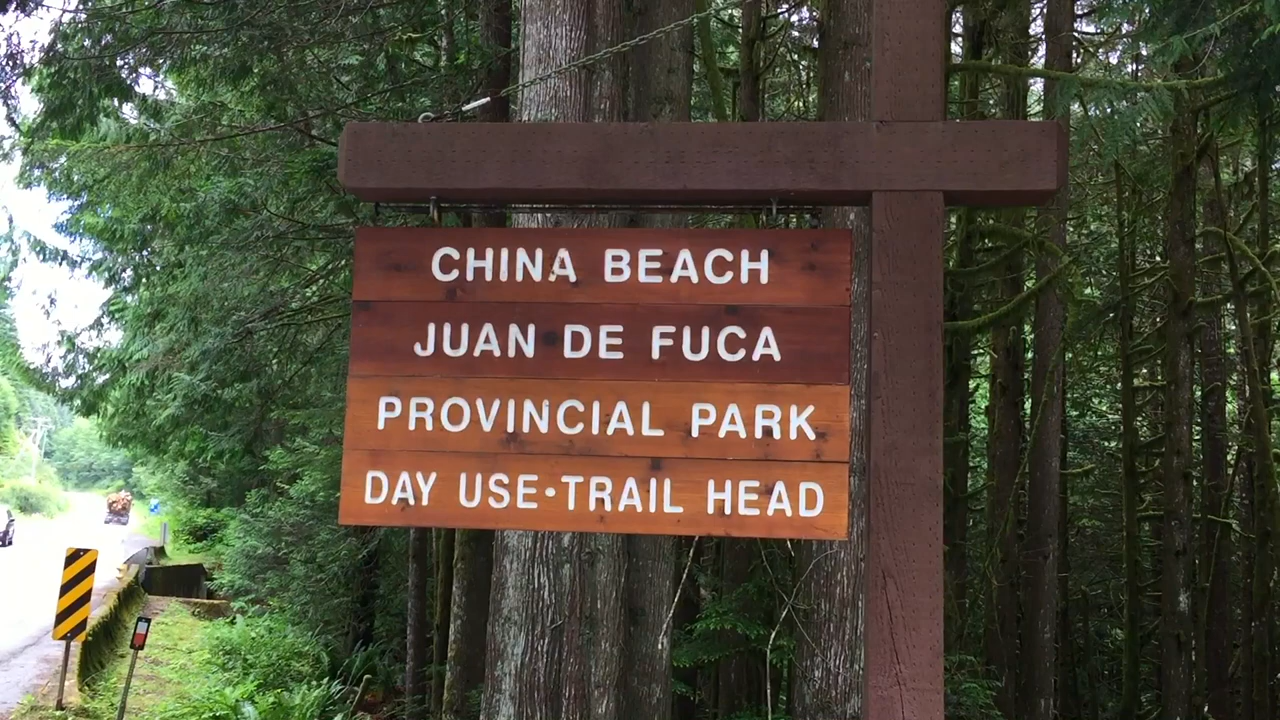 CHINA BEACH
JUAN DE FUCA
PROVINCIAL PARK
DAY USE•TRAIL HEAD